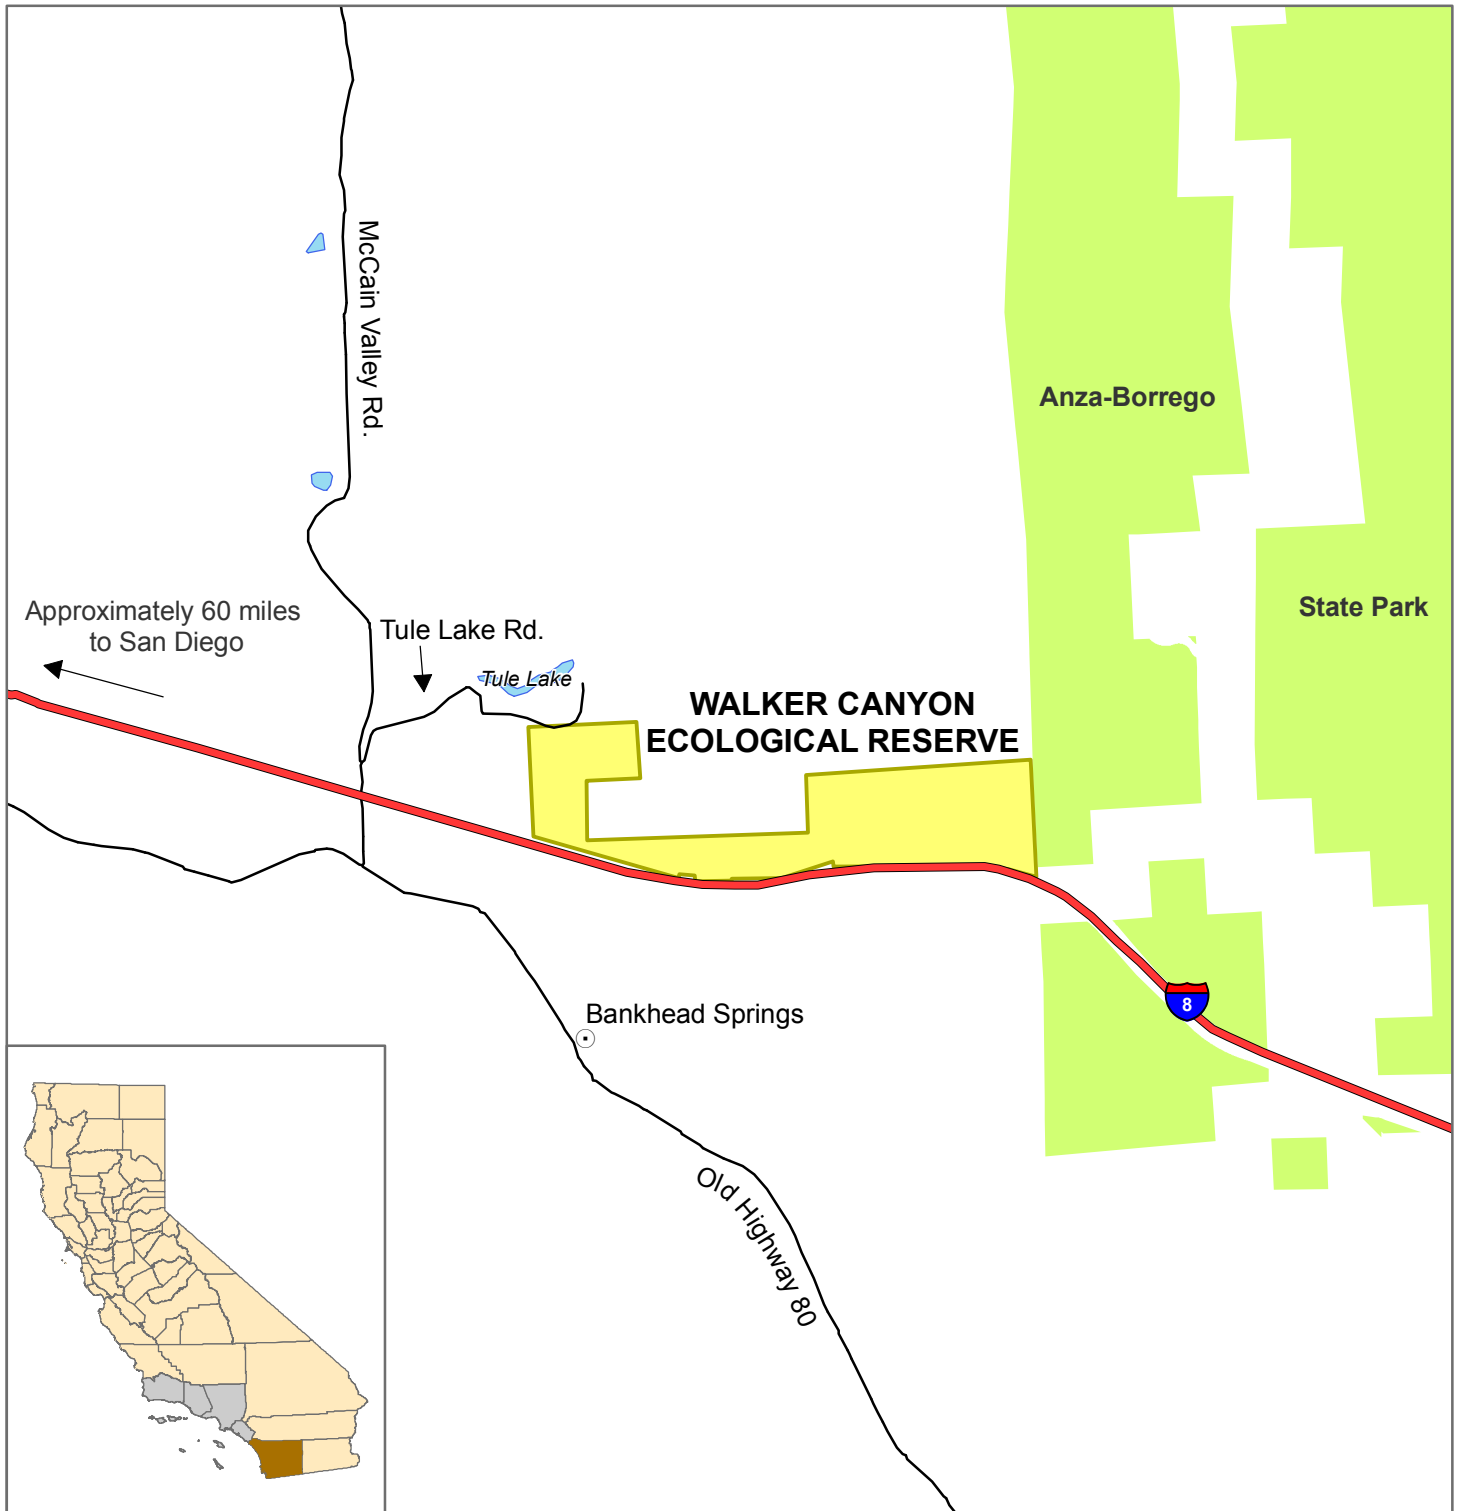 McCain Valley Rd.
Anza-Borrego
State Park
Approximately 60 miles
to San Diego
Tule Lake Rd.
Tule Lake
WALKER CANYON
ECOLOGICAL RESERVE
8
Bankhead Springs
Old Highway 80